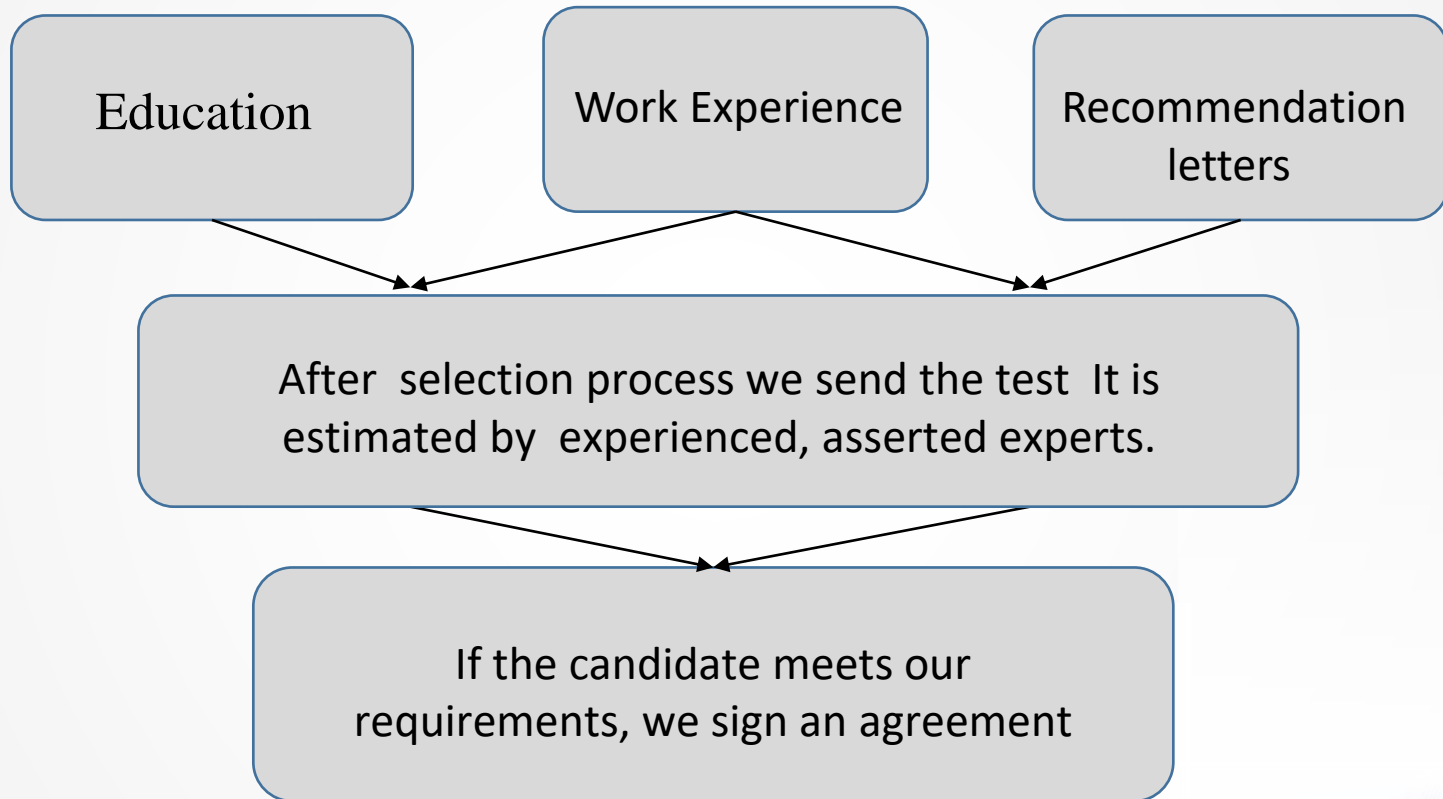 Education
Work Experience
Recommendation
letters
After  selection process we send the test  It is
estimated by  experienced, asserted experts.
If the candidate meets our
requirements, we sign an agreement